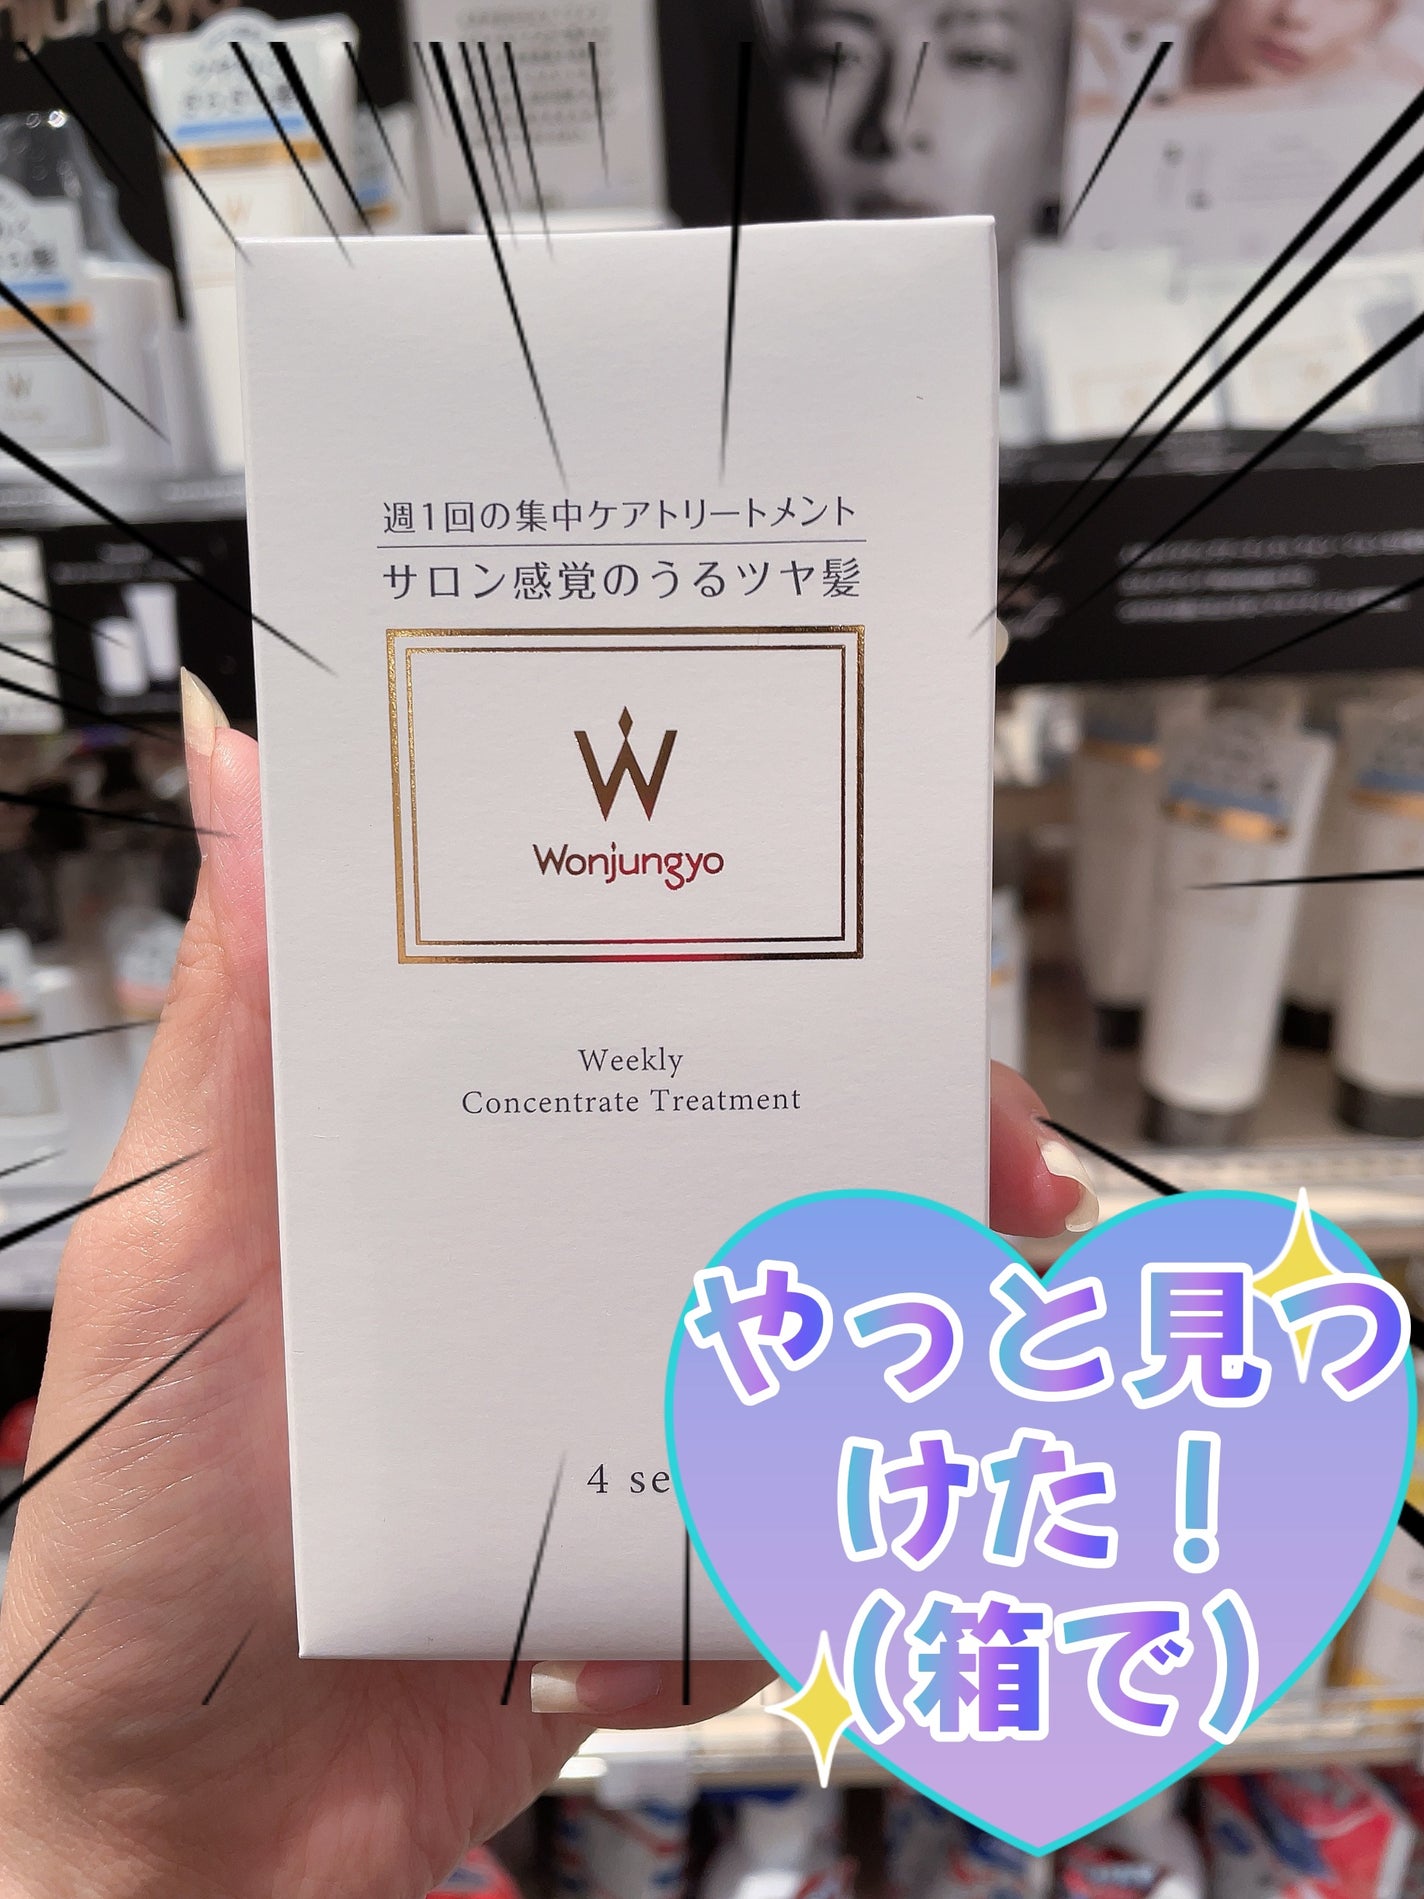 週1回の集中ケアトリートメント
サロン感覚のうるツヤ髪
W
Wonjungyo
Weekly
Concentrate Treatment
4 se
やっと見つ
けた！
(箱で)